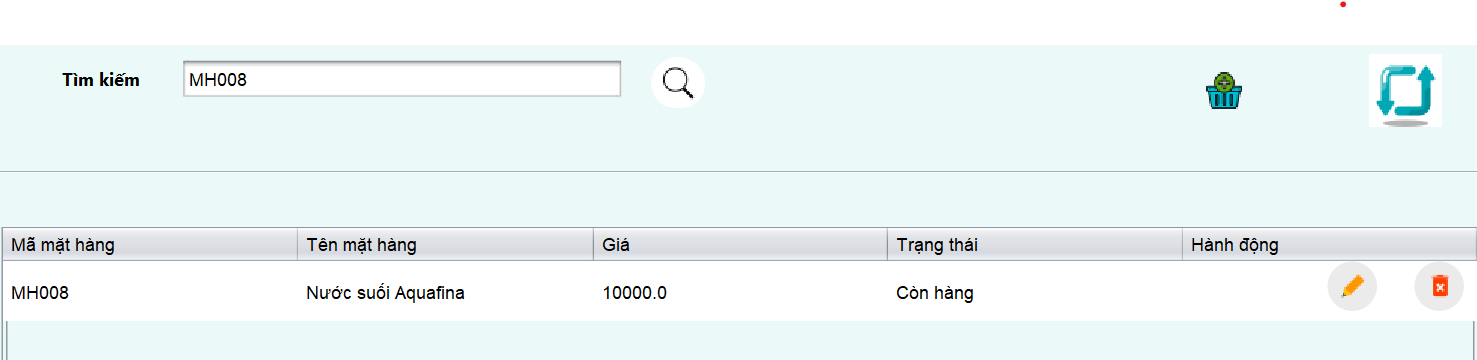 Tìm kiếm MH008
Mã mặt hàng Tên mặt hàng Giá Trạng thái Hành động
MH008 Nước suối Aquafina 10000.0 Còn hàng